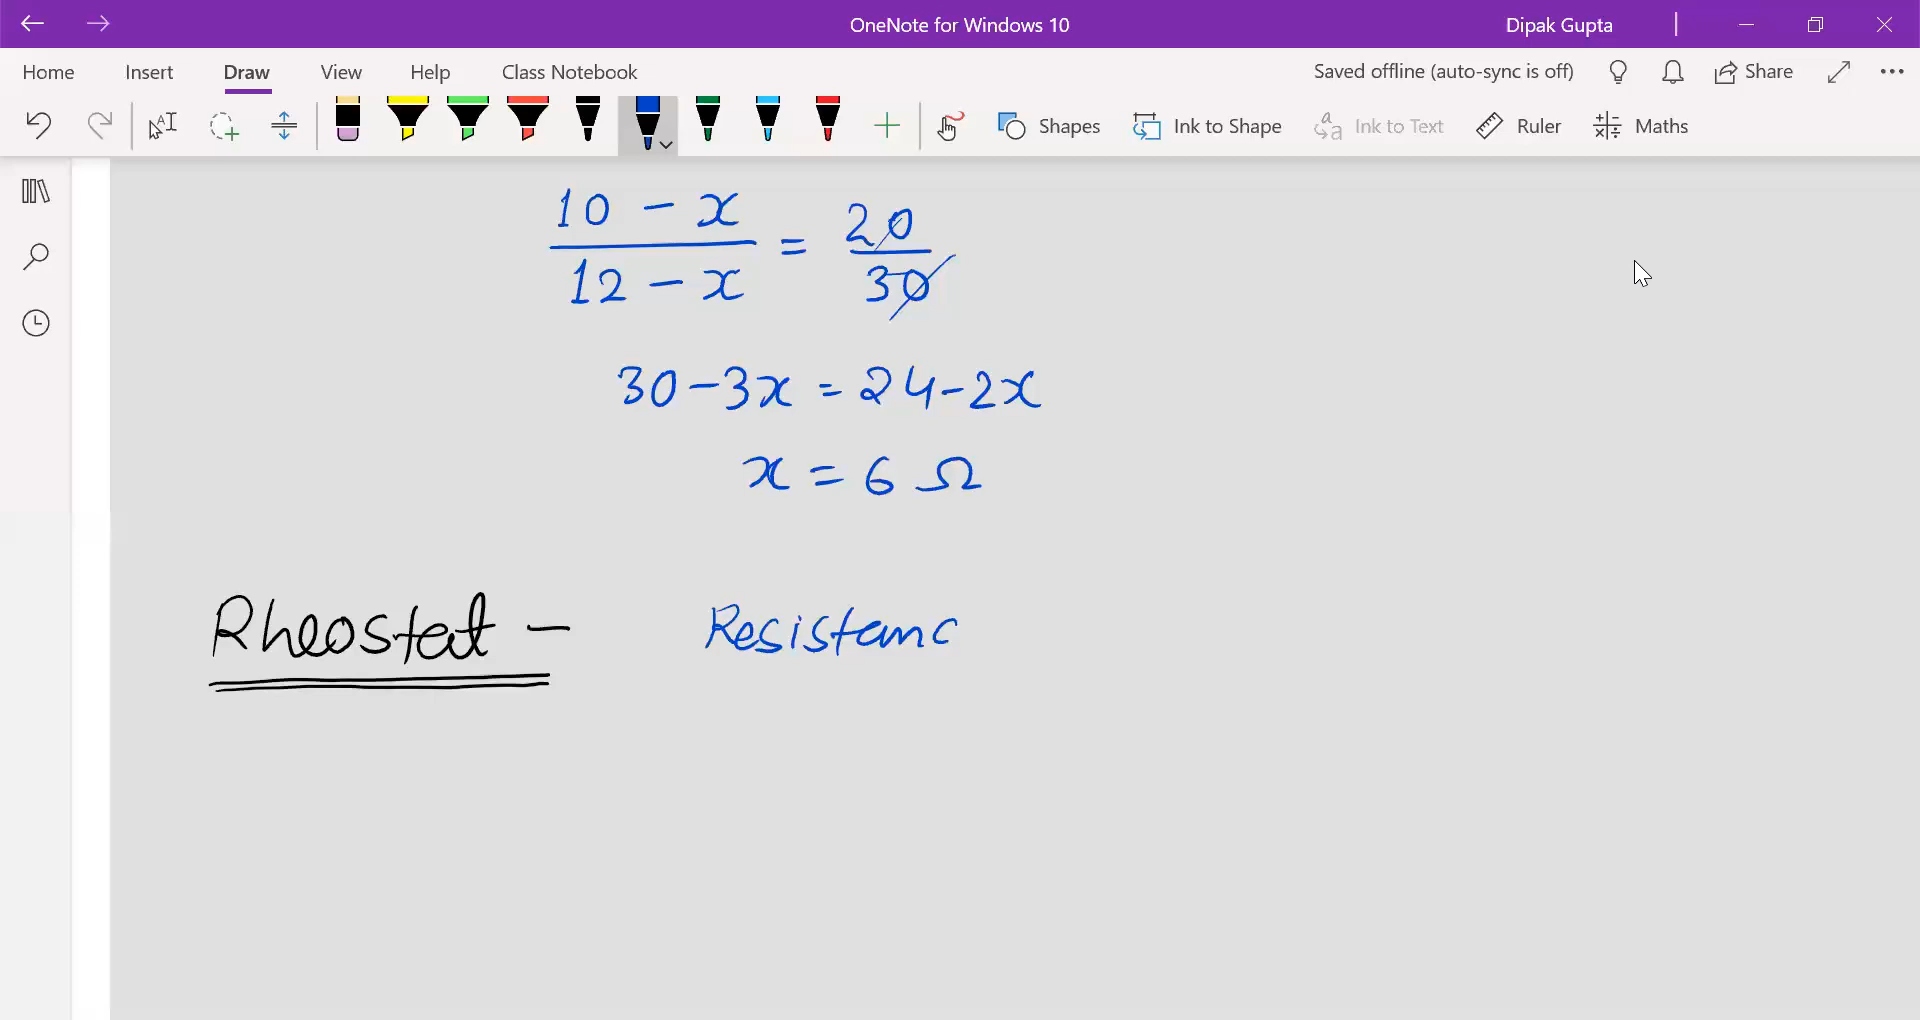 OneNote for Windows 10
Dipak Gupta
Home Insert Draw View Help Class Notebook
Saved offline (auto-sync is off) Share
Shapes Ink to Shape Ink to Text Ruler Maths
10 - x / 12 - x = 20 / 30
30 - 3x = 24 - 2x
x = 6 Ω
Rheostat - Resistanc